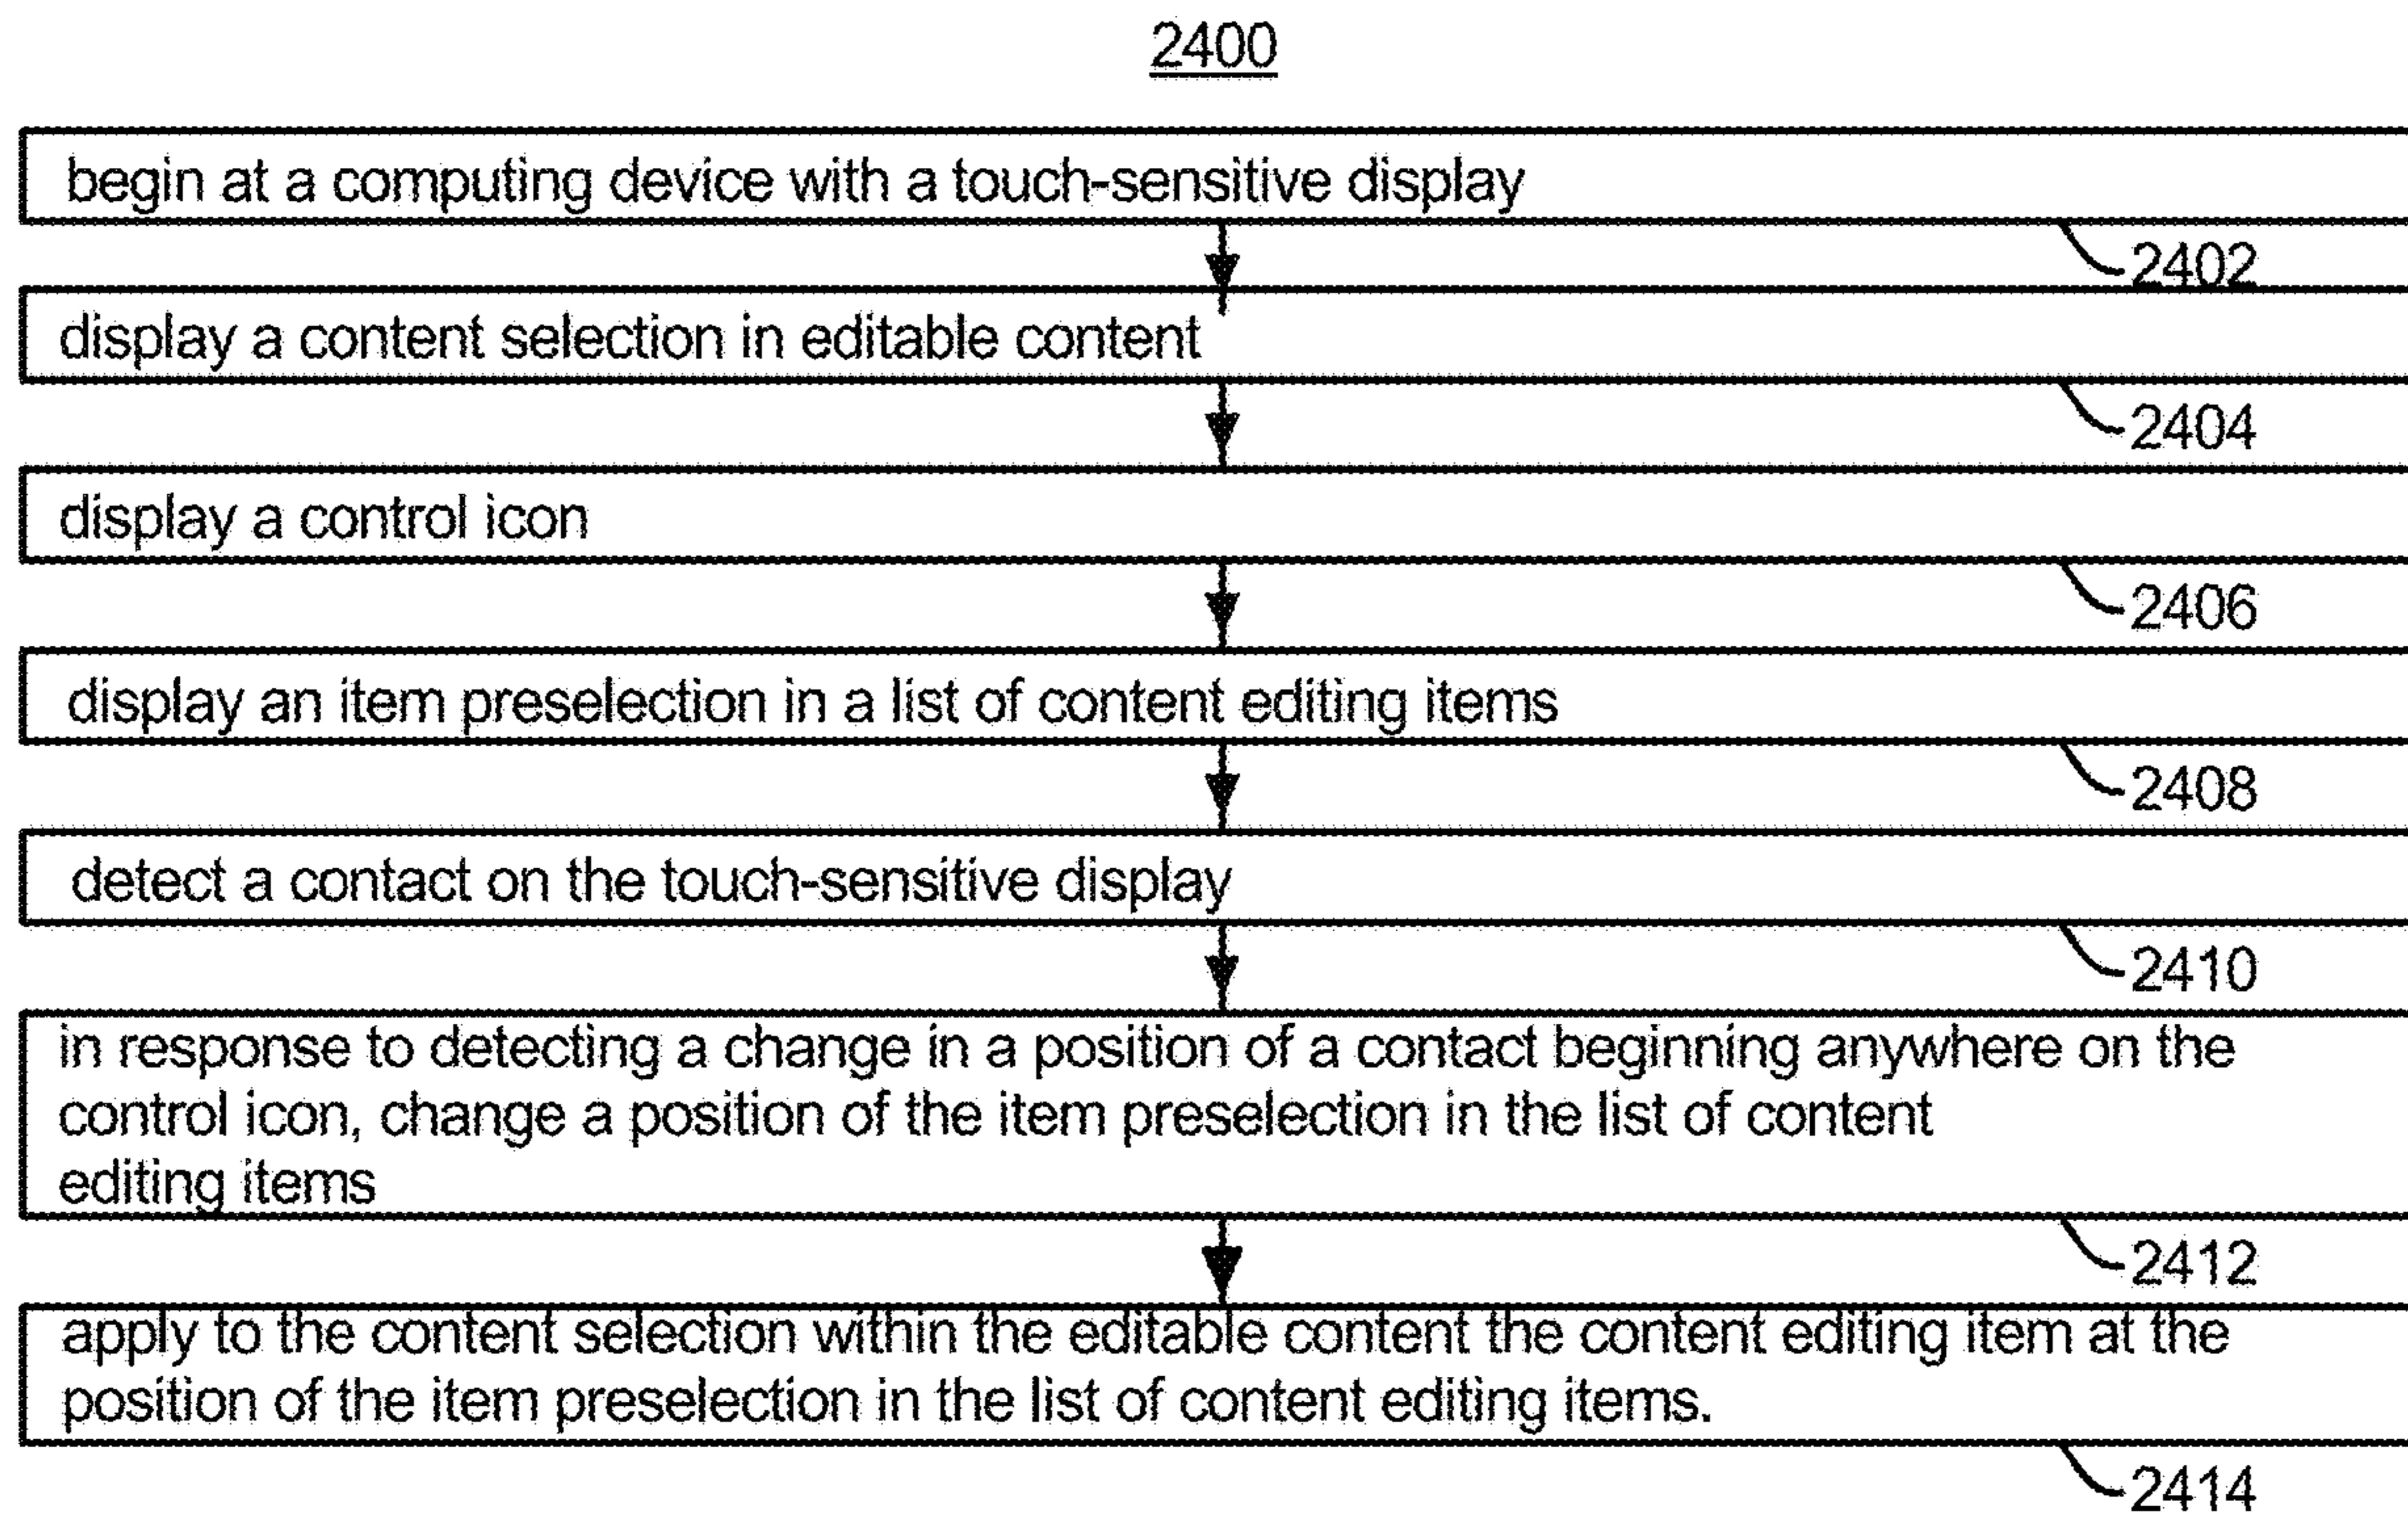 2400
begin at a computing device with a touch-sensitive display
2402
display a content selection in editable content
2404
display a control icon
2406
display an item preselection in a list of content editing items
2408
detect a contact on the touch-sensitive display
2410
in response to detecting a change in a position of a contact beginning anywhere on the
control icon, change a position of the item preselection in the list of content
editing items
2412
apply to the content selection within the editable content the content editing item at the
position of the item preselection in the list of content editing items.
2414